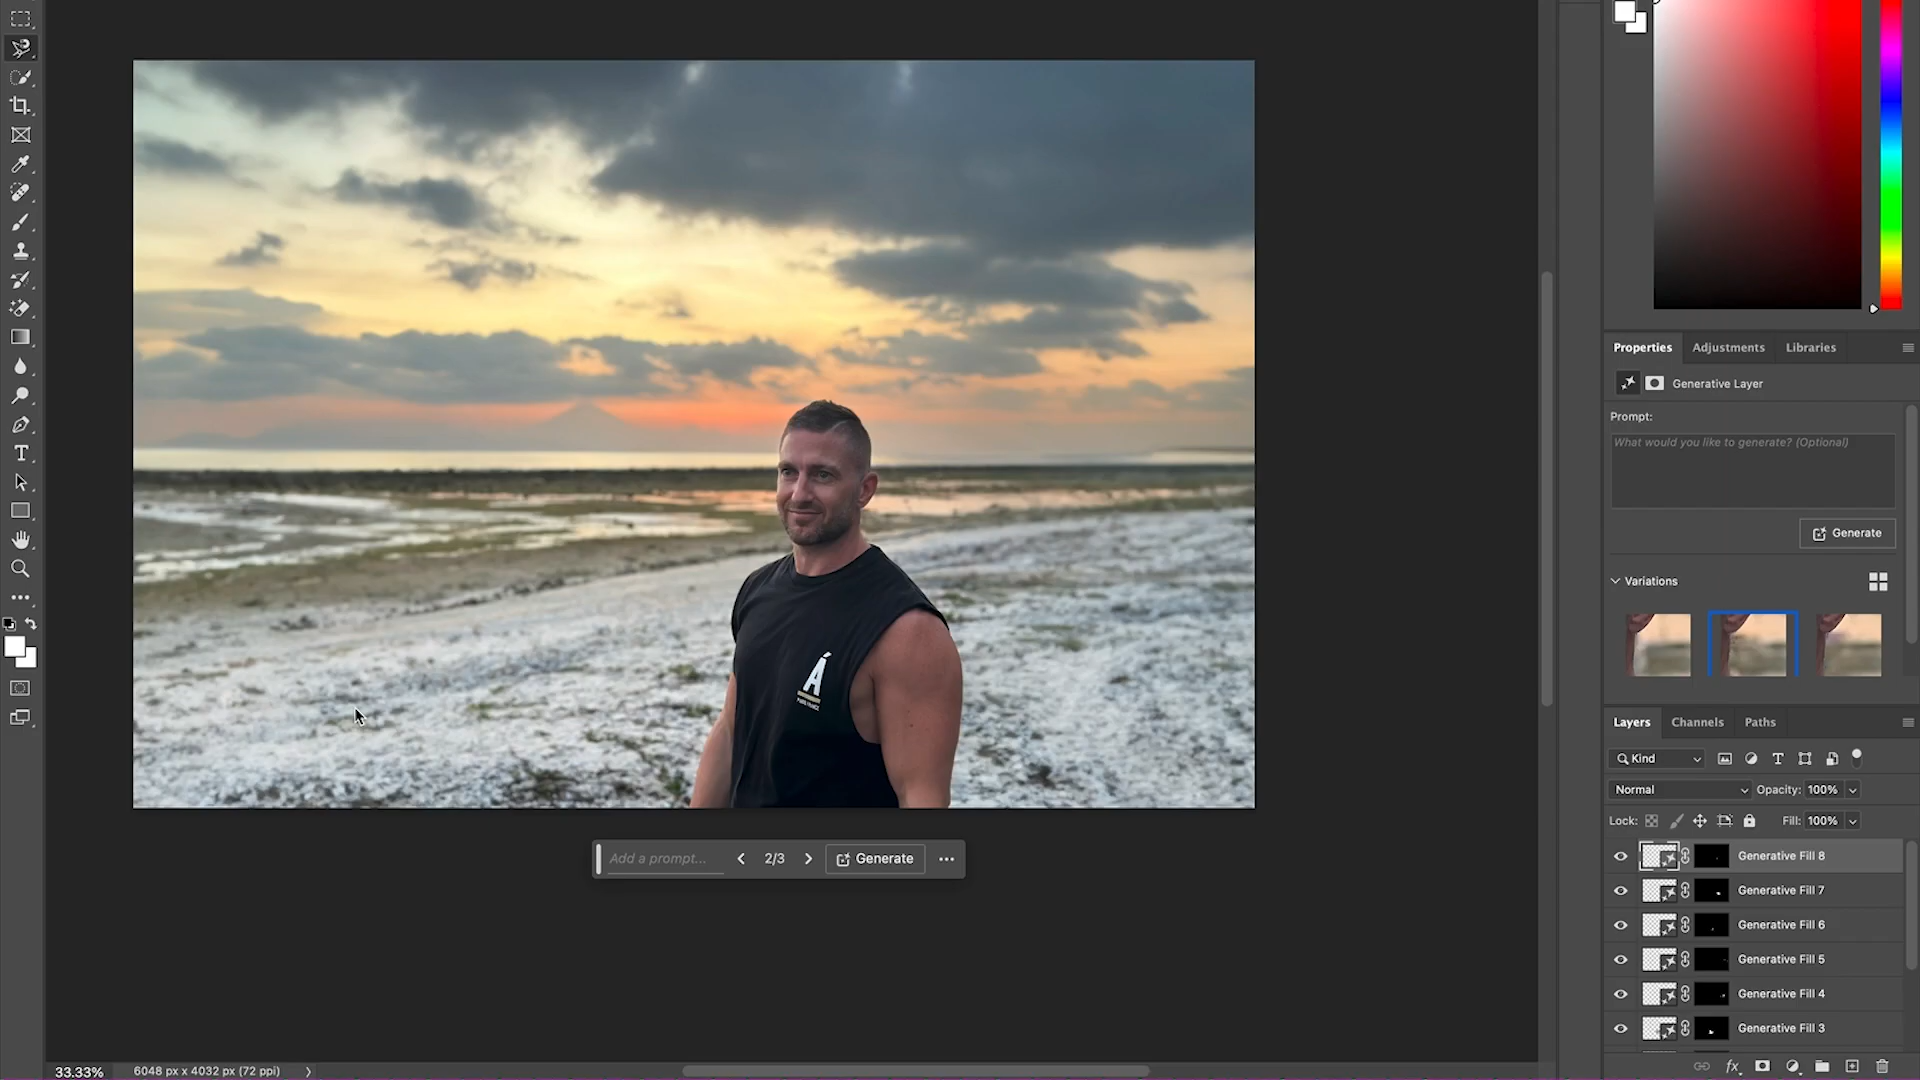 Properties
Adjustments
Libraries
Generative Layer
Prompt:
What would you like to generate? (Optional)
Generate
Variations
Á
Layers
Channels
Paths
Kind
Normal
Opacity: 100%
Lock:
Fill: 100%
Add a prompt...
2/3
Generate
Generative Fill 8
Generative Fill 7
Generative Fill 6
Generative Fill 5
Generative Fill 4
Generative Fill 3
fx
33.33%
6048 px x 4032 px (72 ppi)